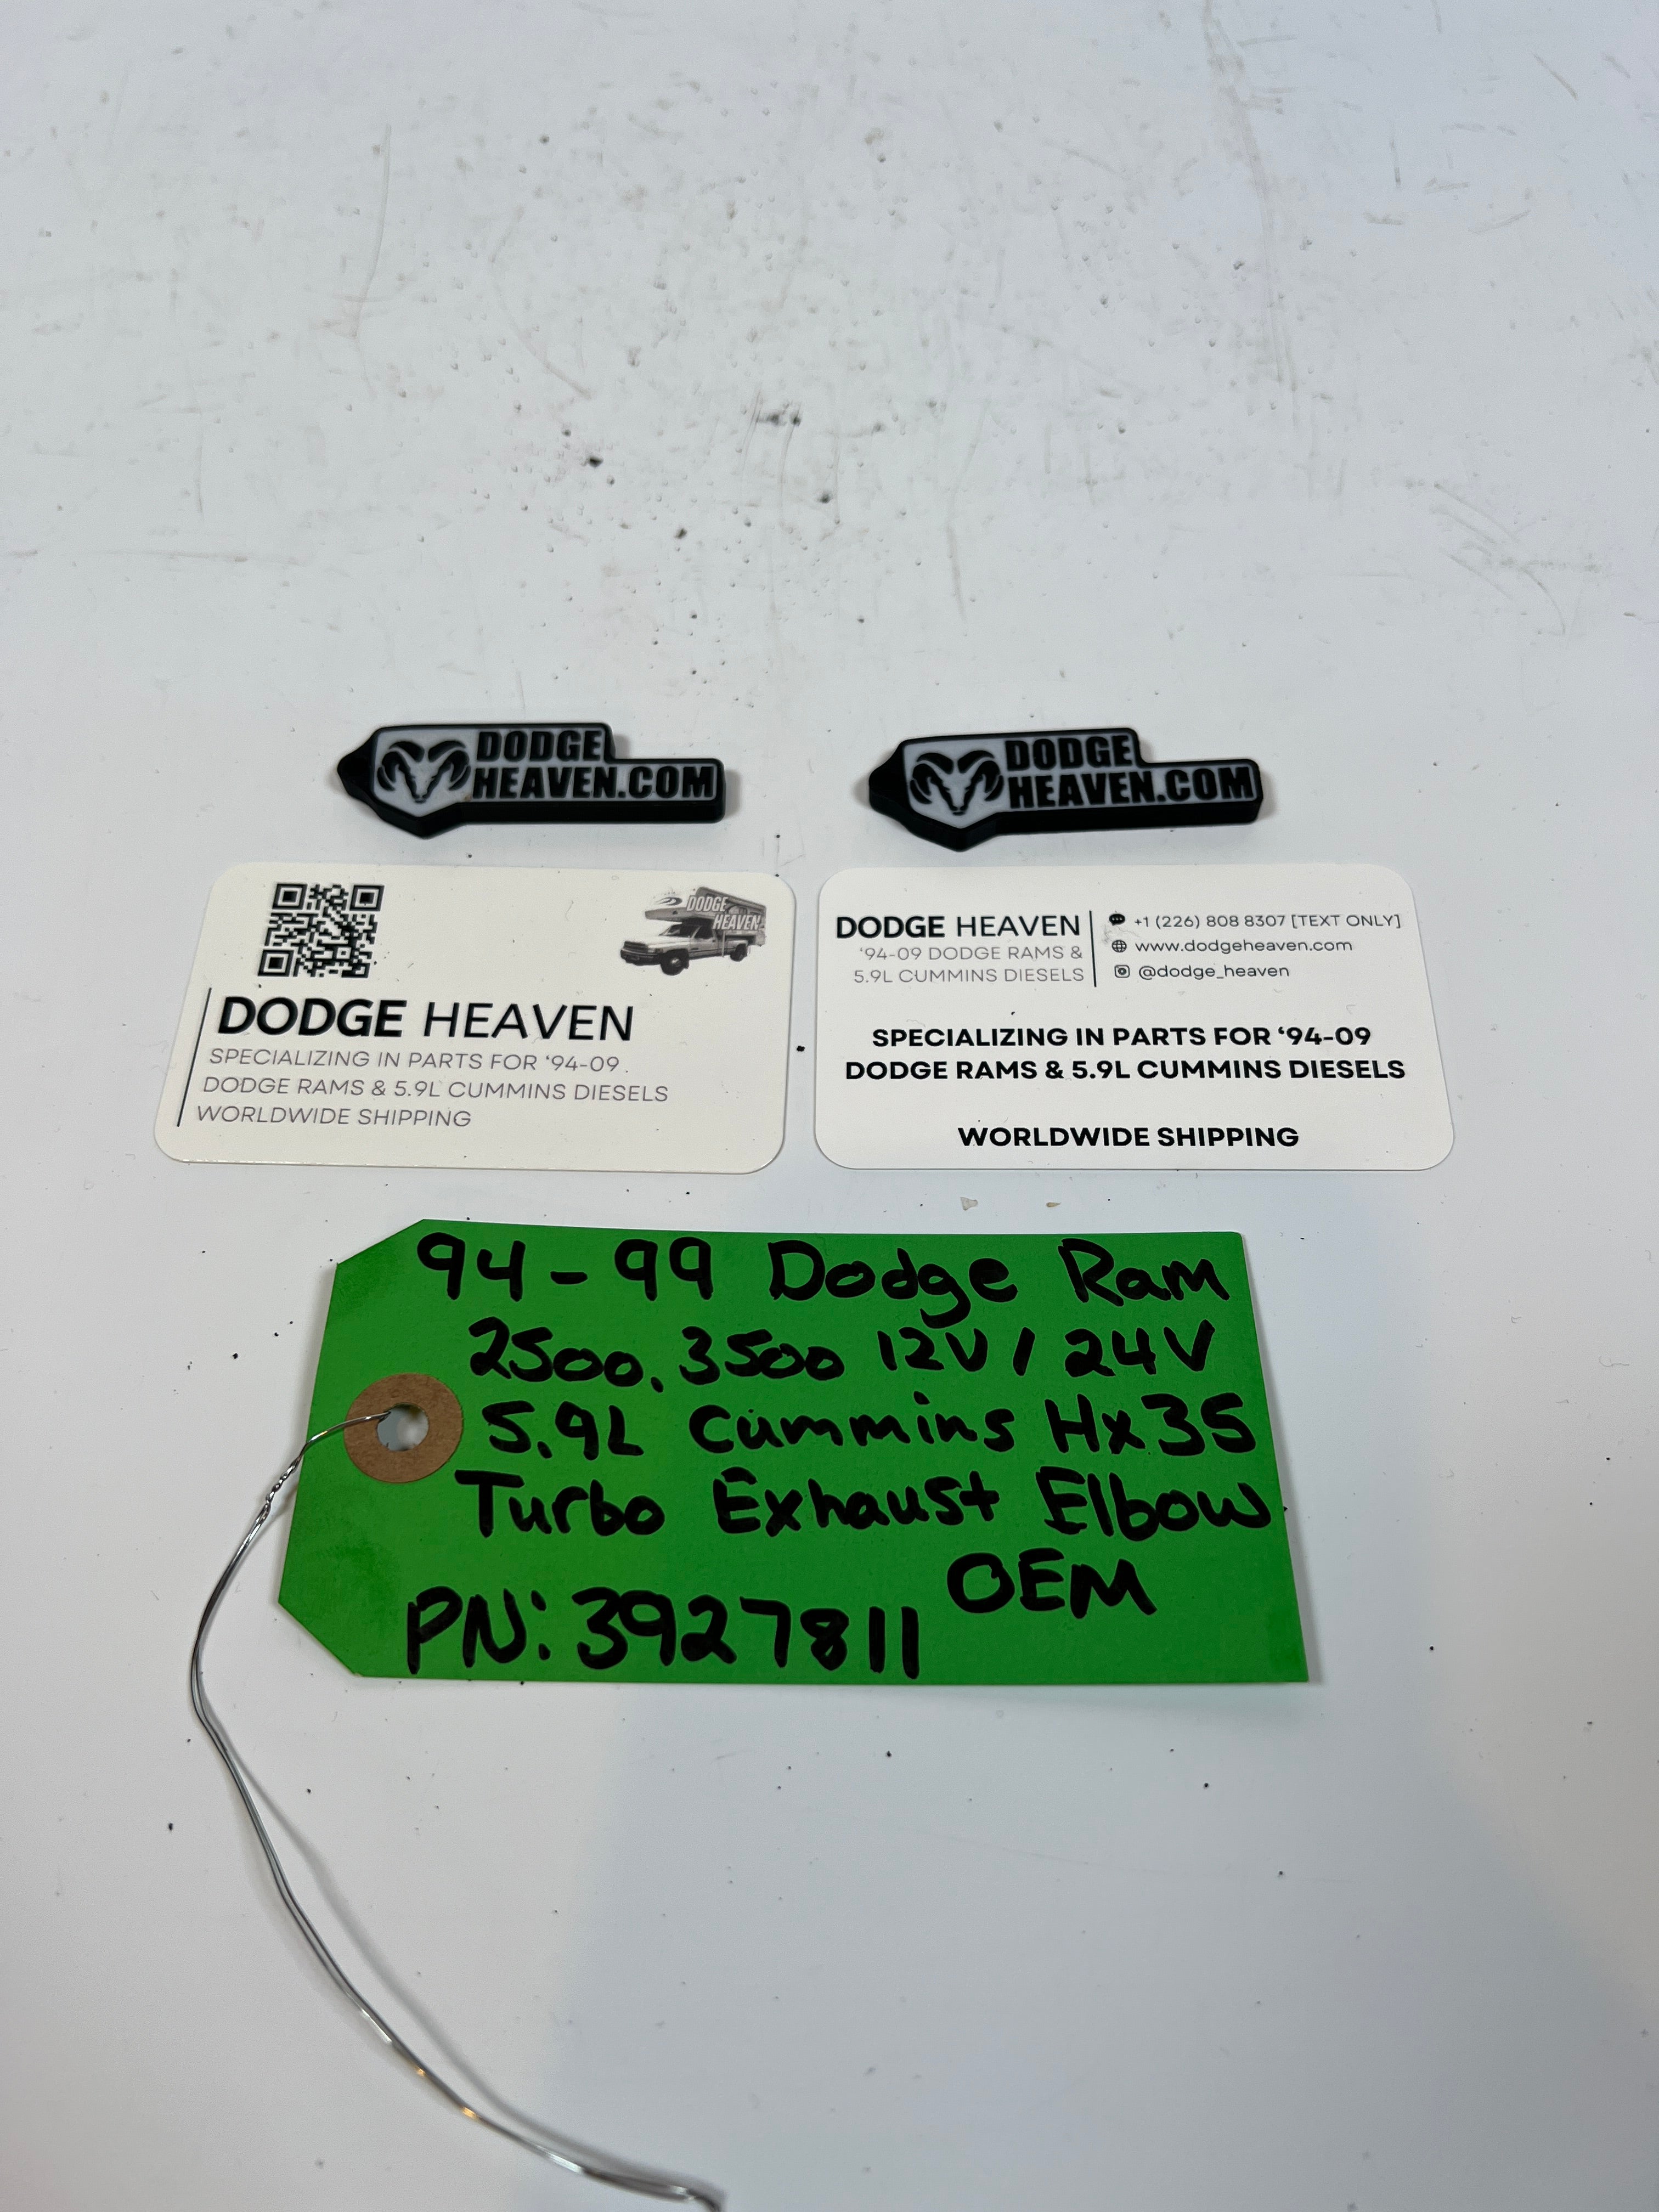 DODGE
HEAVEN.COM
DODGE
HEAVEN.COM
DODGE
HEAVEN
DODGE HEAVEN
SPECIALIZING IN PARTS FOR ‘94-09
DODGE RAMS & 5.9L CUMMINS DIESELS
WORLDWIDE SHIPPING
DODGE HEAVEN
‘94-09 DODGE RAMS &
5.9L CUMMINS DIESELS
+1 (226) 808 8307 [TEXT ONLY]
www.dodgeheaven.com
@dodge_heaven
SPECIALIZING IN PARTS FOR ‘94-09
DODGE RAMS & 5.9L CUMMINS DIESELS
WORLDWIDE SHIPPING
94-99 Dodge Ram
2500, 3500 12V / 24V
5.9L Cummins Hx35
Turbo Exhaust Elbow
OEM
PN: 3927811